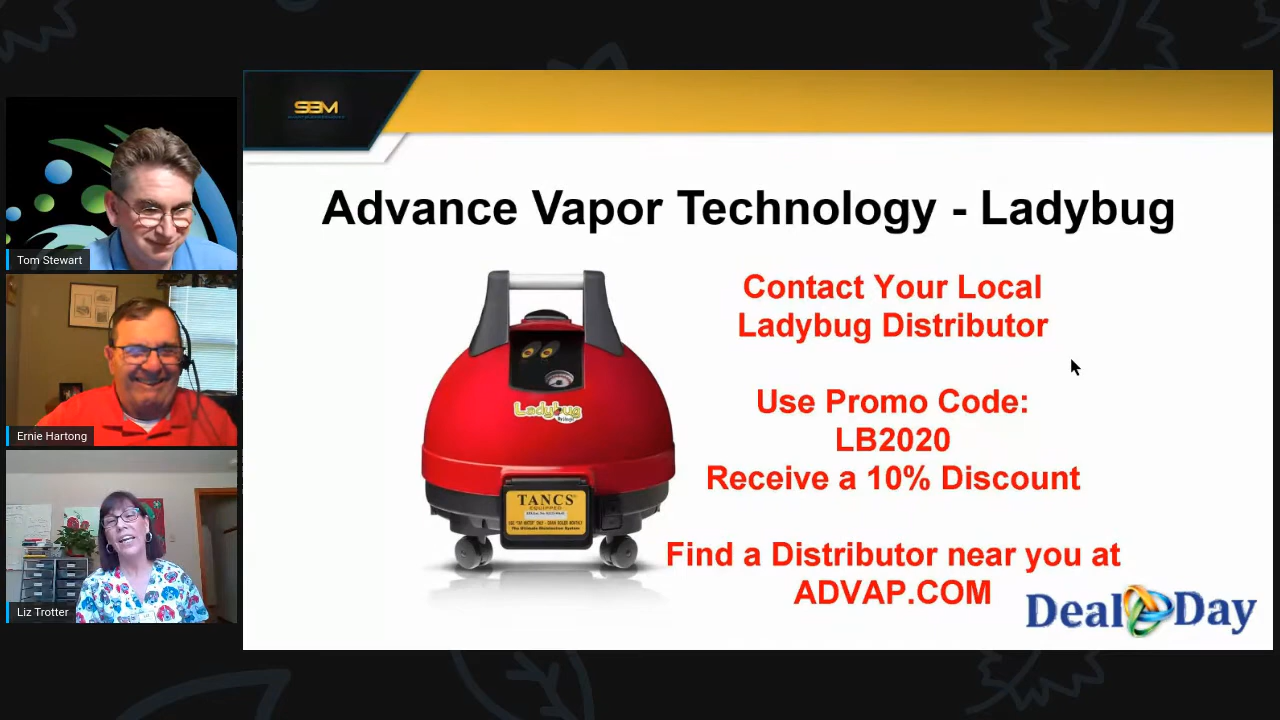 SBM
Advance Vapor Technology - Ladybug
Contact Your Local
Ladybug Distributor
Use Promo Code:
LB2020
Receive a 10% Discount
Find a Distributor near you at
ADVAP.COM
Deal Day
Ladybug
TANCS®
EQUIPPED
Tom Stewart
Ernie Hartong
Liz Trotter